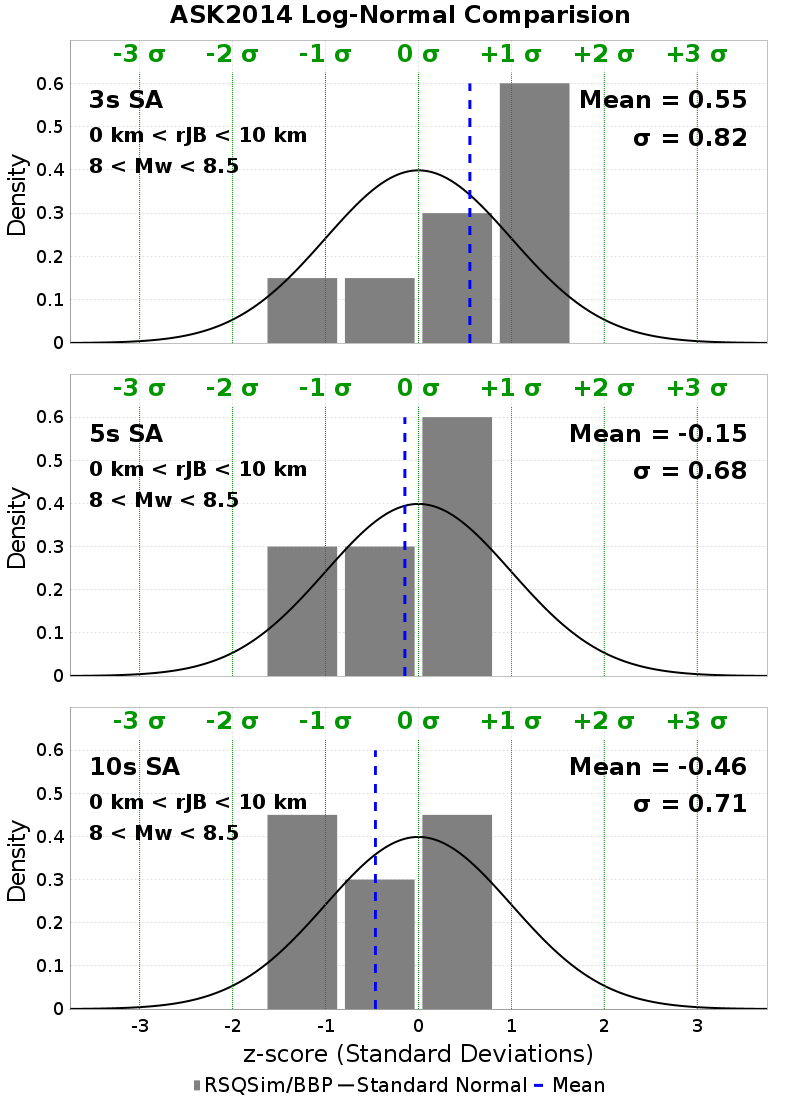 ASK2014 Log-Normal Comparision
-3 σ -2 σ -1 σ 0 σ +1 σ +2 σ +3 σ
3s SA
0 km < rJB < 10 km
8 < Mw < 8.5
Mean = 0.55
σ = 0.82
Density
0.6
0.5
0.4
0.3
0.2
0.1
0
-3 σ -2 σ -1 σ 0 σ +1 σ +2 σ +3 σ
5s SA
0 km < rJB < 10 km
8 < Mw < 8.5
Mean = -0.15
σ = 0.68
Density
0.6
0.5
0.4
0.3
0.2
0.1
0
-3 σ -2 σ -1 σ 0 σ +1 σ +2 σ +3 σ
10s SA
0 km < rJB < 10 km
8 < Mw < 8.5
Mean = -0.46
σ = 0.71
Density
0.6
0.5
0.4
0.3
0.2
0.1
0
-3 -2 -1 0 1 2 3
z-score (Standard Deviations)
RSQSim/BBP Standard Normal Mean